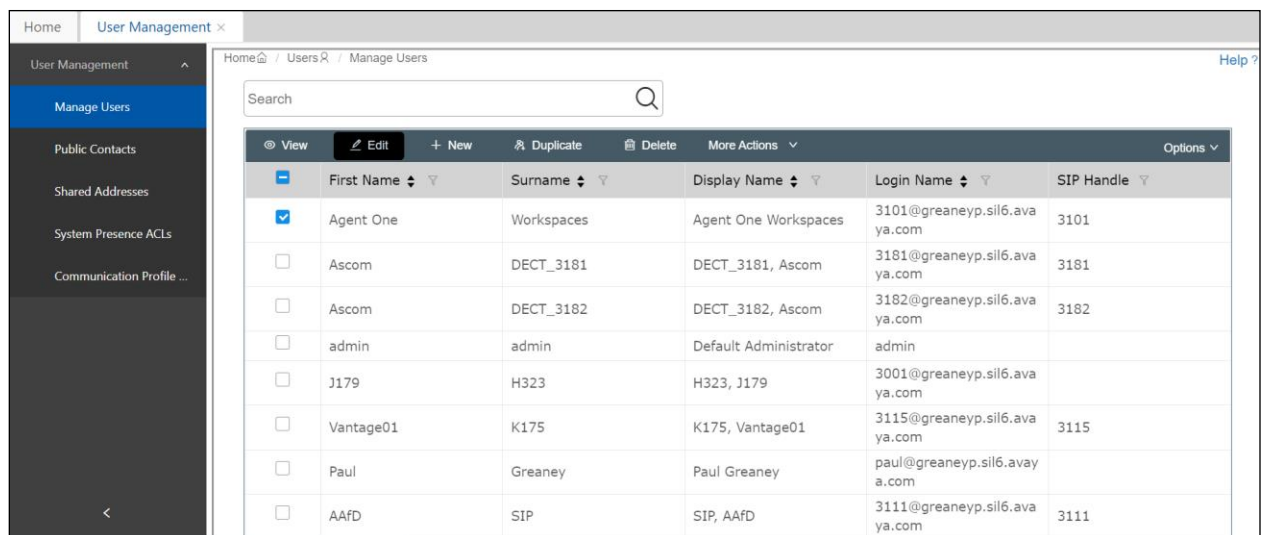 Home User Management ×
User Management
Manage Users
Public Contacts
Shared Addresses
System Presence ACLs
Communication Profile ...
Home / Users / Manage Users
Help ?
Search
View Edit + New Duplicate Delete More Actions Options
First Name Surname Display Name Login Name SIP Handle
Agent One Workspaces Agent One Workspaces 3101@greaneyp.sil6.ava 3101
ya.com
Ascom DECT_3181 DECT_3181, Ascom 3181@greaneyp.sil6.ava 3181
ya.com
Ascom DECT_3182 DECT_3182, Ascom 3182@greaneyp.sil6.ava 3182
ya.com
admin admin Default Administrator admin
J179 H323 H323, J179 3001@greaneyp.sil6.ava
ya.com
Vantage01 K175 K175, Vantage01 3115@greaneyp.sil6.ava 3115
ya.com
Paul Greaney Paul Greaney paul@greaneyp.sil6.avay
a.com
AAfD SIP SIP, AAfD 3111@greaneyp.sil6.ava 3111
ya.com